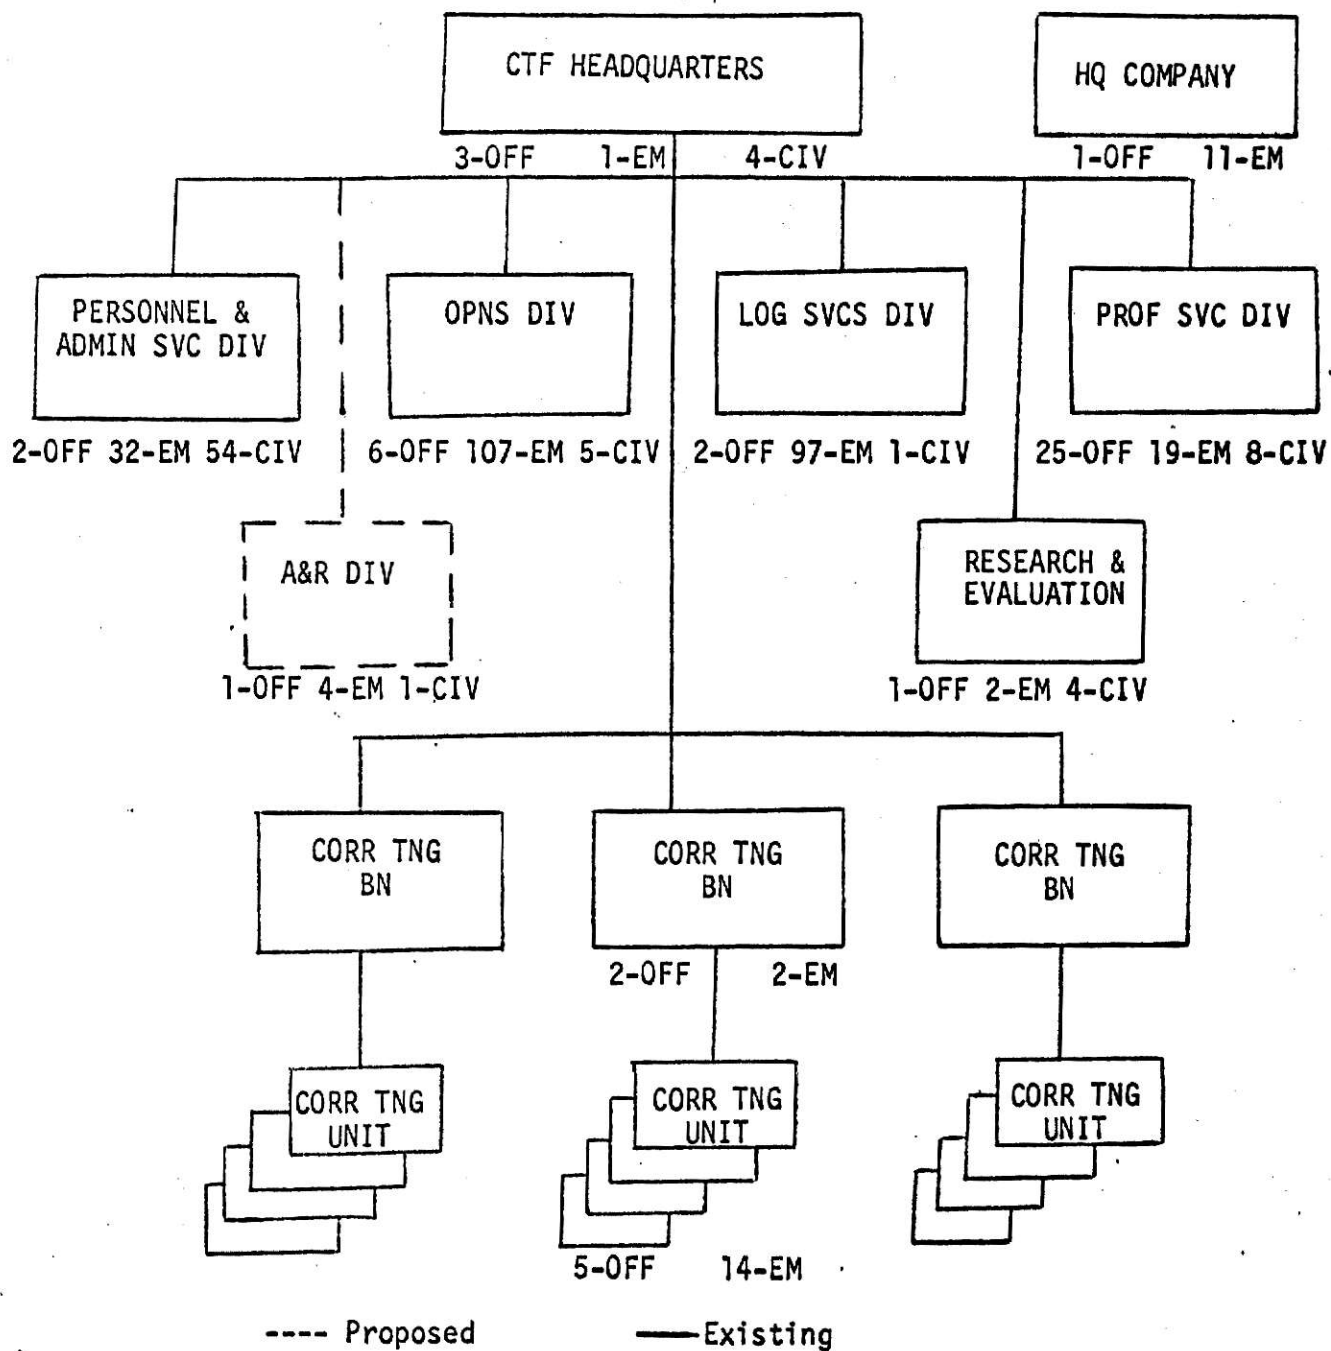 CTF HEADQUARTERS
HQ COMPANY
3-OFF 1-EM 4-CIV
1-OFF 11-EM
PERSONNEL &
ADMIN SVC DIV
OPNS DIV
LOG SVCS DIV
PROF SVC DIV
2-OFF 32-EM 54-CIV
6-OFF 107-EM 5-CIV
2-OFF 97-EM 1-CIV
25-OFF 19-EM 8-CIV
A&R DIV
RESEARCH &
EVALUATION
1-OFF 4-EM 1-CIV
1-OFF 2-EM 4-CIV
CORR TNG
BN
CORR TNG
BN
CORR TNG
BN
2-OFF 2-EM
CORR TNG
UNIT
CORR TNG
UNIT
CORR TNG
UNIT
5-OFF 14-EM
---- Proposed
—— Existing